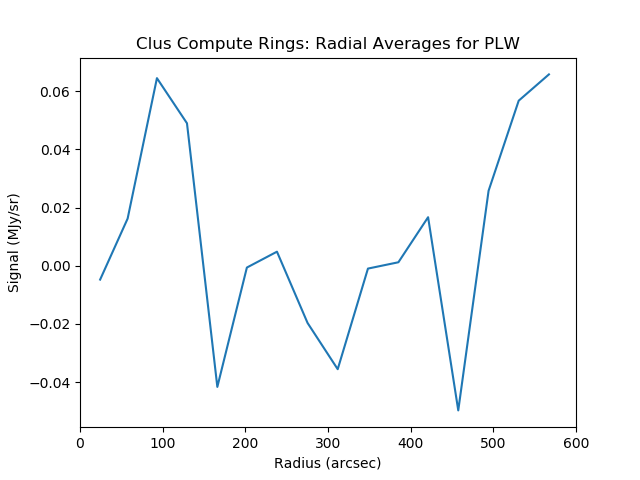 Clus Compute Rings: Radial Averages for PLW
Signal (MJy/sr)
0.06
0.04
0.02
0.00
−0.02
−0.04
0 100 200 300 400 500 600
Radius (arcsec)